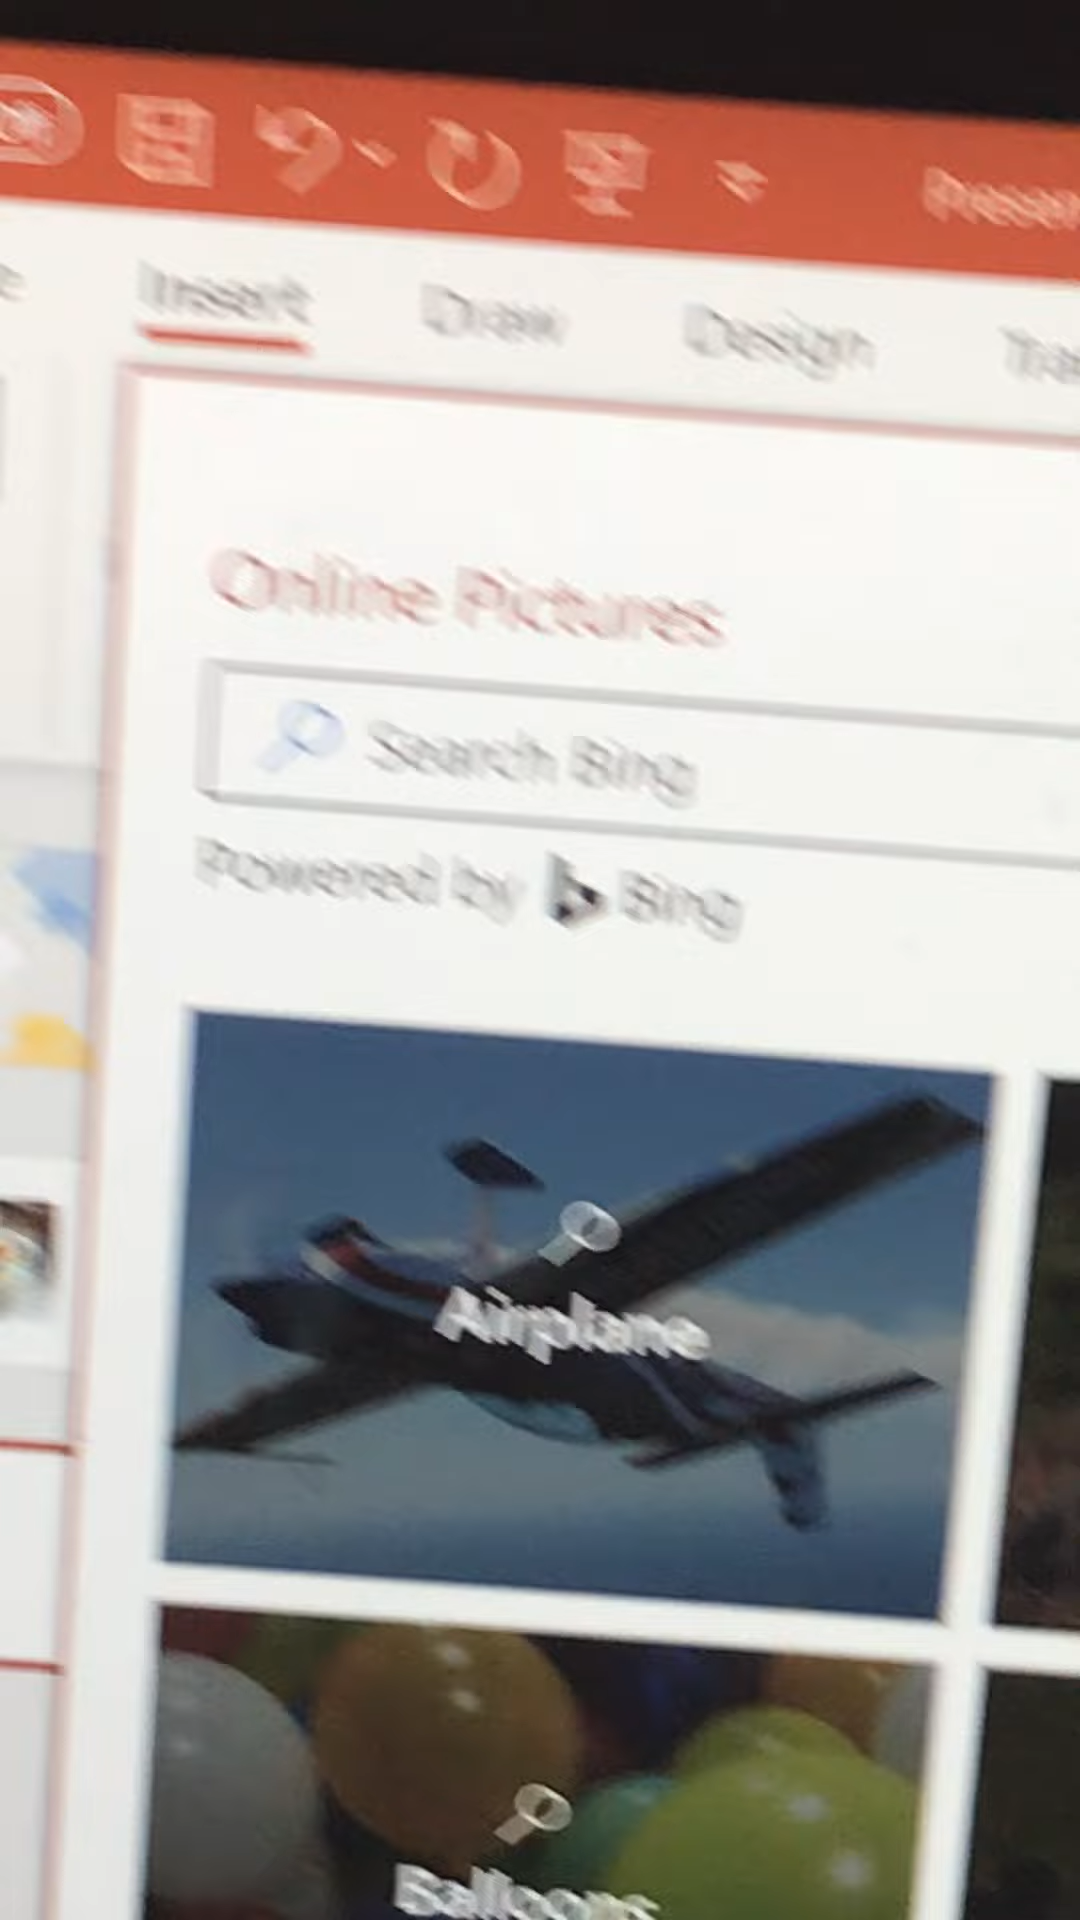 Insert Draw Design
Online Pictures
Search Bing
Powered by Bing
Airplane
Balloons